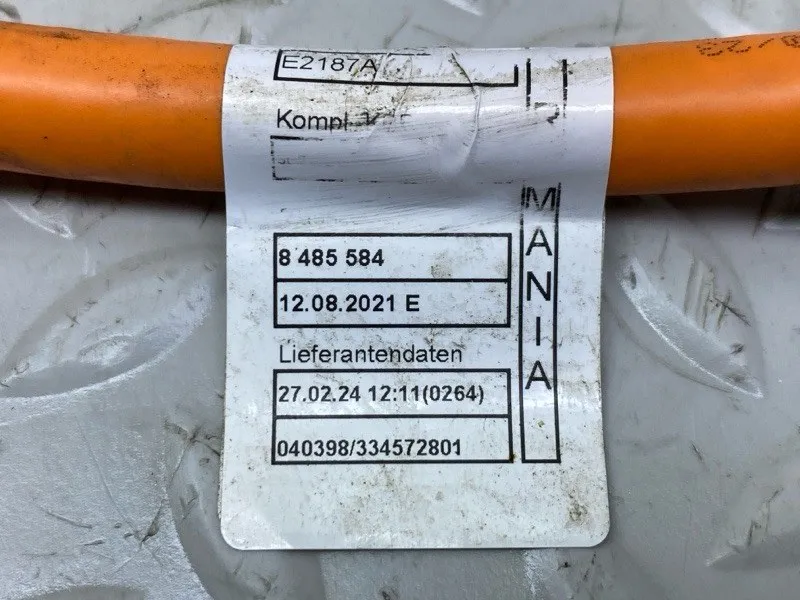 E2187A
Kompl
8 485 584
12.08.2021 E
Lieferantendaten
27.02.24 12:11(0264)
040398/334572801
MANIA